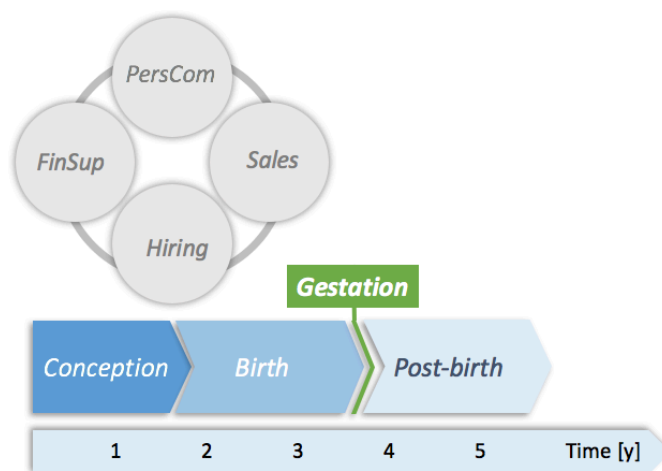 PersCom
FinSup
Sales
Hiring
Gestation
Conception
Birth
Post-birth
1 2 3 4 5 Time [y]